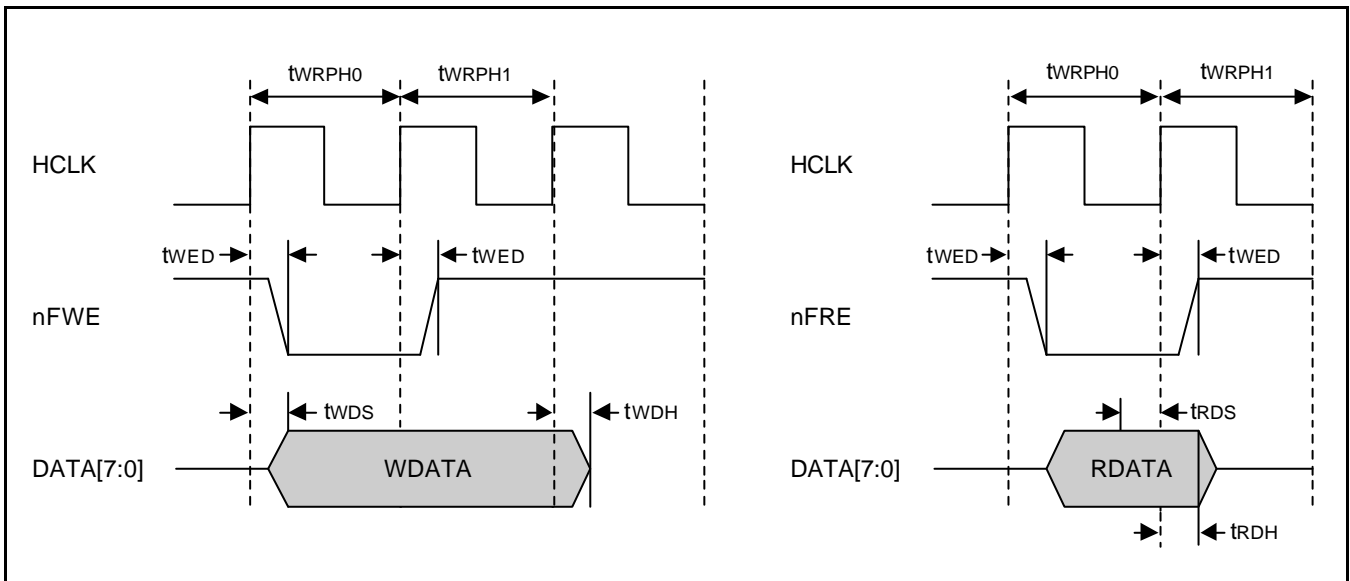 tWRPH0 tWRPH1
HCLK
tWED tWED
nFWE
tWDS tWDH
DATA[7:0] WDATA
tWRPH0 tWRPH1
HCLK
tWED tWED
nFRE
tRDS
DATA[7:0] RDATA
tRDH